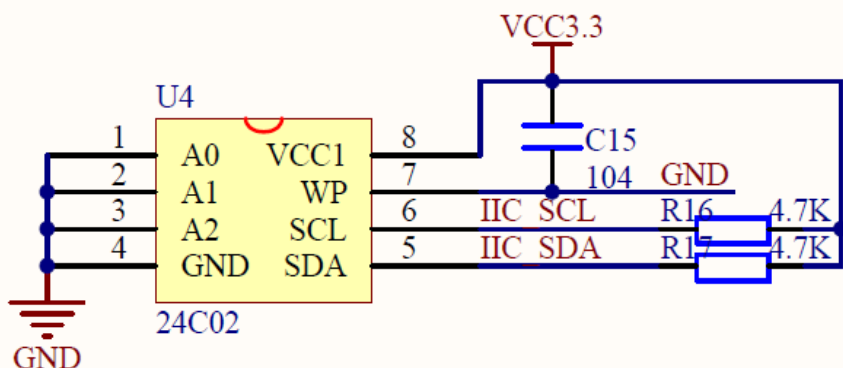 VCC3.3
U4
1 A0 VCC1 8
C15
2 A1 WP 7 104 GND
3 A2 SCL 6 IIC_SCL R16 4.7K
4 GND SDA 5 IIC_SDA R17 4.7K
24C02
GND